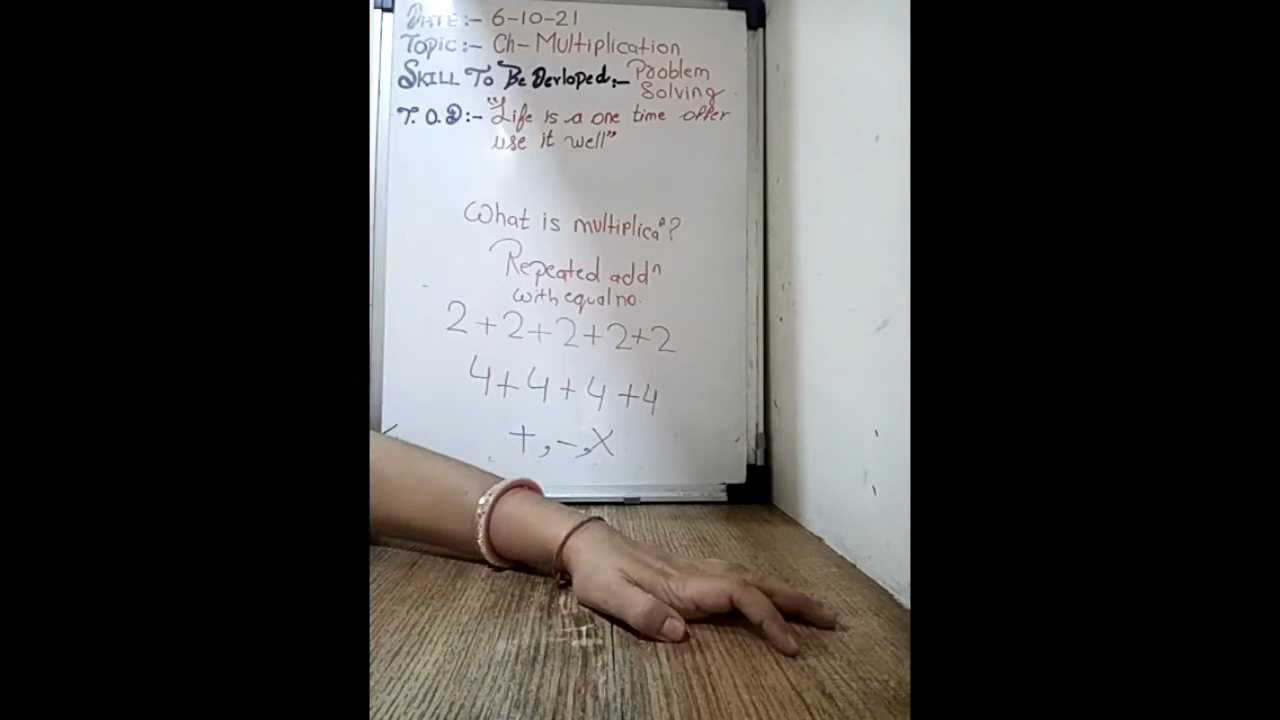 DATE:- 6-10-21
Topic:- Ch- Multiplication
SKILL TO BE Devloped:- Problem
Solving
T.O.D:- "Life is a one time offer
use it well"
What is multiplicaⁿ?
Repeated addⁿ
with equal no.
2+2+2+2+2
4+4+4+4
+,-,X